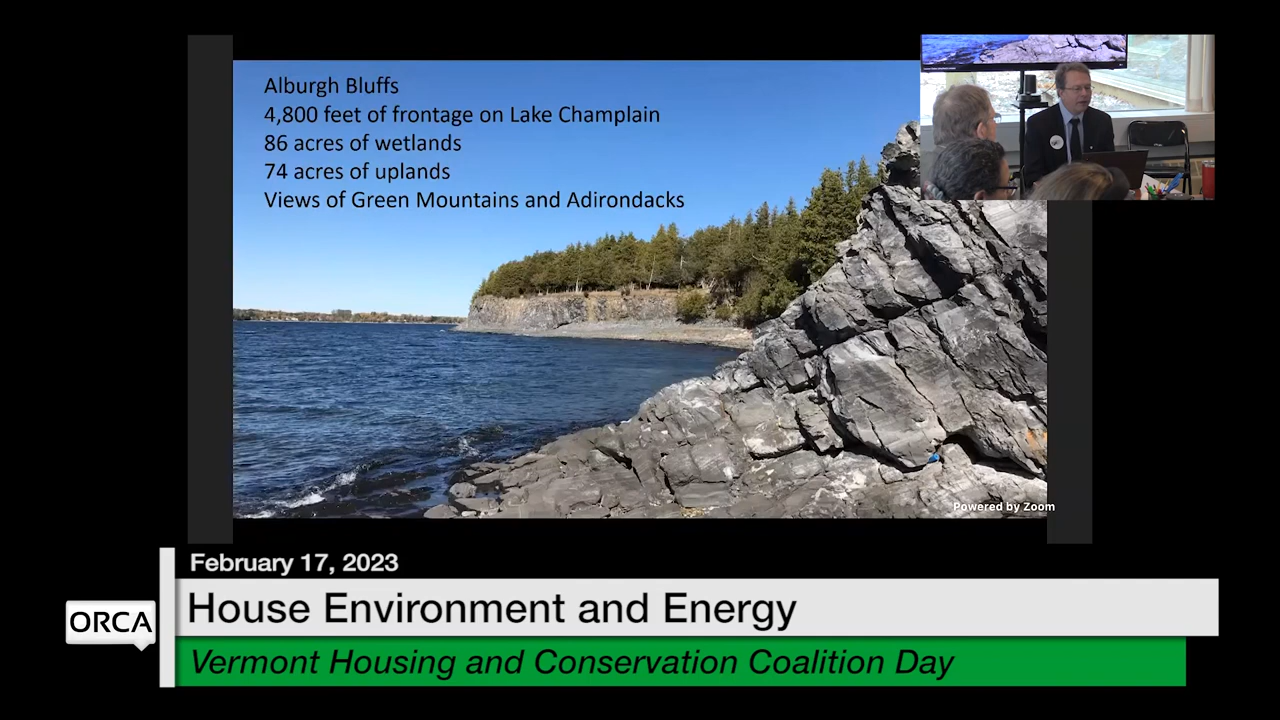 Alburgh Bluffs
4,800 feet of frontage on Lake Champlain
86 acres of wetlands
74 acres of uplands
Views of Green Mountains and Adirondacks
Powered by Zoom
February 17, 2023
House Environment and Energy
ORCA
Vermont Housing and Conservation Coalition Day